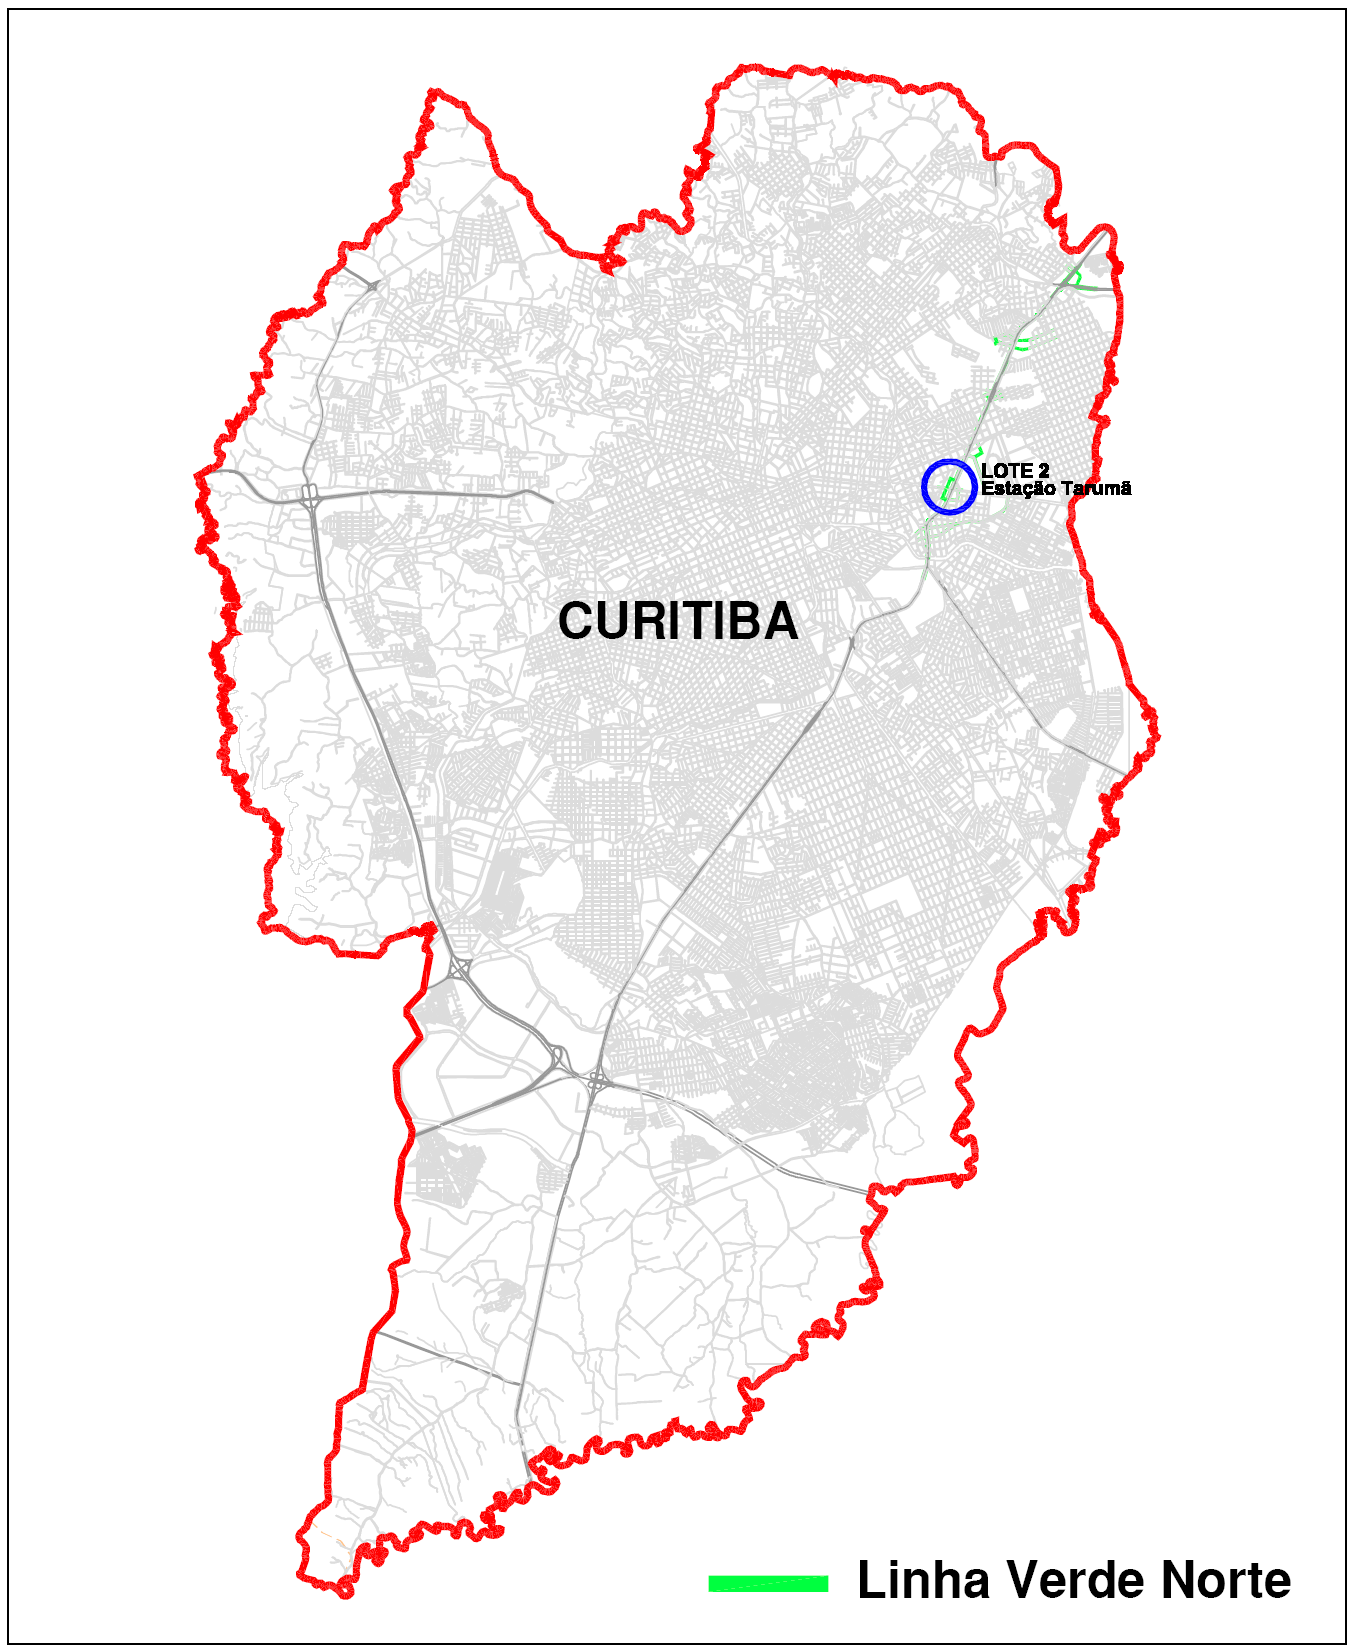 LOTE 2
Estação Tarumã
CURITIBA
Linha Verde Norte